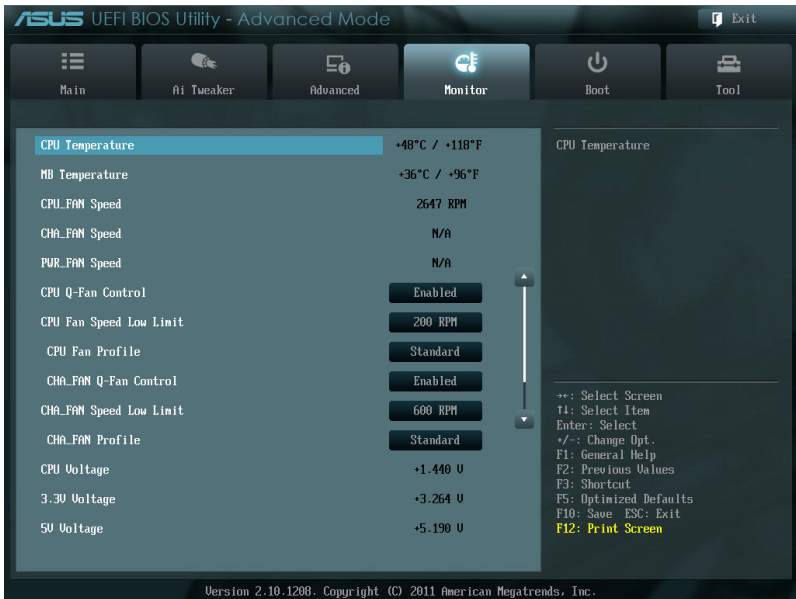 ASUS UEFI BIOS Utility - Advanced Mode
Exit
Main Ai Tweaker Advanced Monitor Boot Tool
CPU Temperature +48°C / +118°F
MB Temperature +36°C / +96°F
CPU_FAN Speed 2647 RPM
CHA_FAN Speed N/A
PWR_FAN Speed N/A
CPU Q-Fan Control Enabled
CPU Fan Speed Low Limit 200 RPM
CPU Fan Profile Standard
CHA_FAN Q-Fan Control Enabled
CHA_FAN Speed Low Limit 600 RPM
CHA_FAN Profile Standard
CPU Voltage +1.440 V
3.3V Voltage +3.264 V
5V Voltage +5.190 V
CPU Temperature
→←: Select Screen
↑↓: Select Item
Enter: Select
+/-: Change Opt.
F1: General Help
F2: Previous Values
F3: Shortcut
F5: Optimized Defaults
F10: Save ESC: Exit
F12: Print Screen
Version 2.10.1208. Copyright (C) 2011 American Megatrends, Inc.